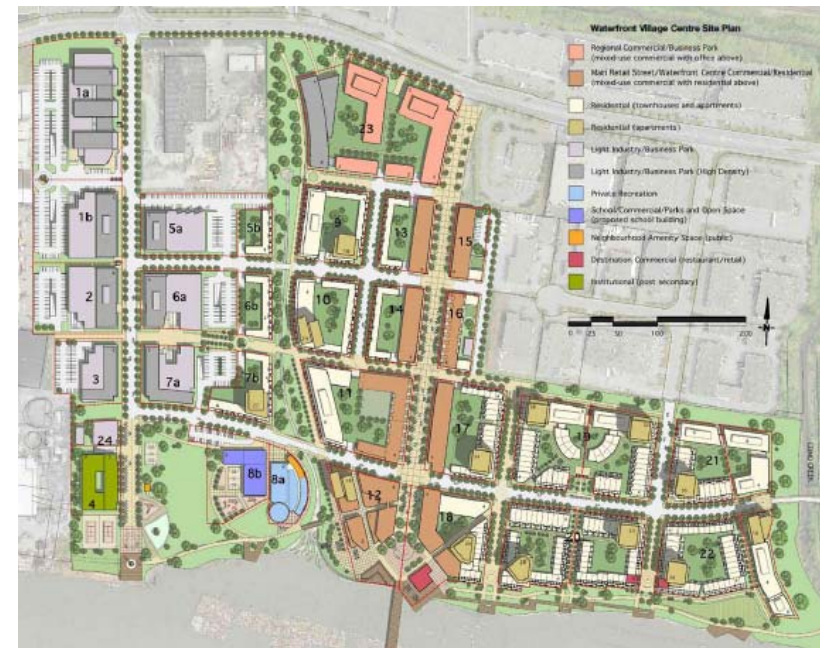 Waterfront Village Centre Site Plan
Regional Commercial/Business Park
(mixed-use commercial with office above)
Main Retail Street/Waterfront Centre Commercial/Residential
(mixed-use commercial with residential above)
Residential (townhouses and apartments)
Residential (apartments)
Light Industry/Business Park
Light Industry/Business Park (High Density)
Private Recreation
School/Commercial/Parks and Open Space
(proposed school building)
Neighbourhood Amenity Space (public)
Destination Commercial (restaurant/retail)
Institutional (post secondary)
0
25
50
100
200
N
1a
23
1b
5a
5b
9
13
15
2
6a
6b
10
14
16
3
7a
7b
11
17
19
21
24
4
8b
8a
12
18
20
22
COMO CREEK